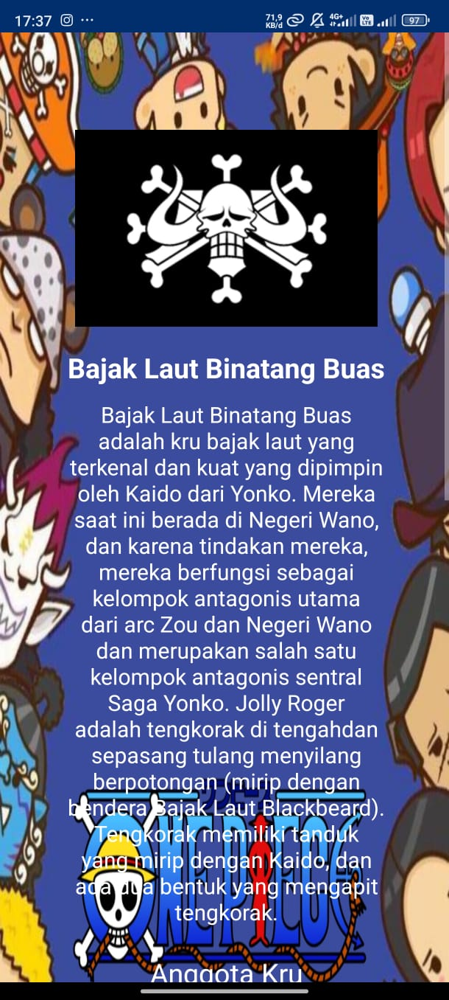 17:37
71,9
KB/d
4G+
Vo
LTE
97
Bajak Laut Binatang Buas
Bajak Laut Binatang Buas
adalah kru bajak laut yang
terkenal dan kuat yang dipimpin
oleh Kaido dari Yonko. Mereka
saat ini berada di Negeri Wano,
dan karena tindakan mereka,
mereka berfungsi sebagai
kelompok antagonis utama
dari arc Zou dan Negeri Wano
dan merupakan salah satu
kelompok antagonis sentral
Saga Yonko. Jolly Roger
adalah tengkorak di tengahdan
sepasang tulang menyilang
berpotongan (mirip dengan
bendera Bajak Laut Blackbeard).
Tengkorak memiliki tanduk
yang mirip dengan Kaido, dan
ada dua bentuk yang mengapit
tengkorak.
ONE PIECE
Anggota Kru